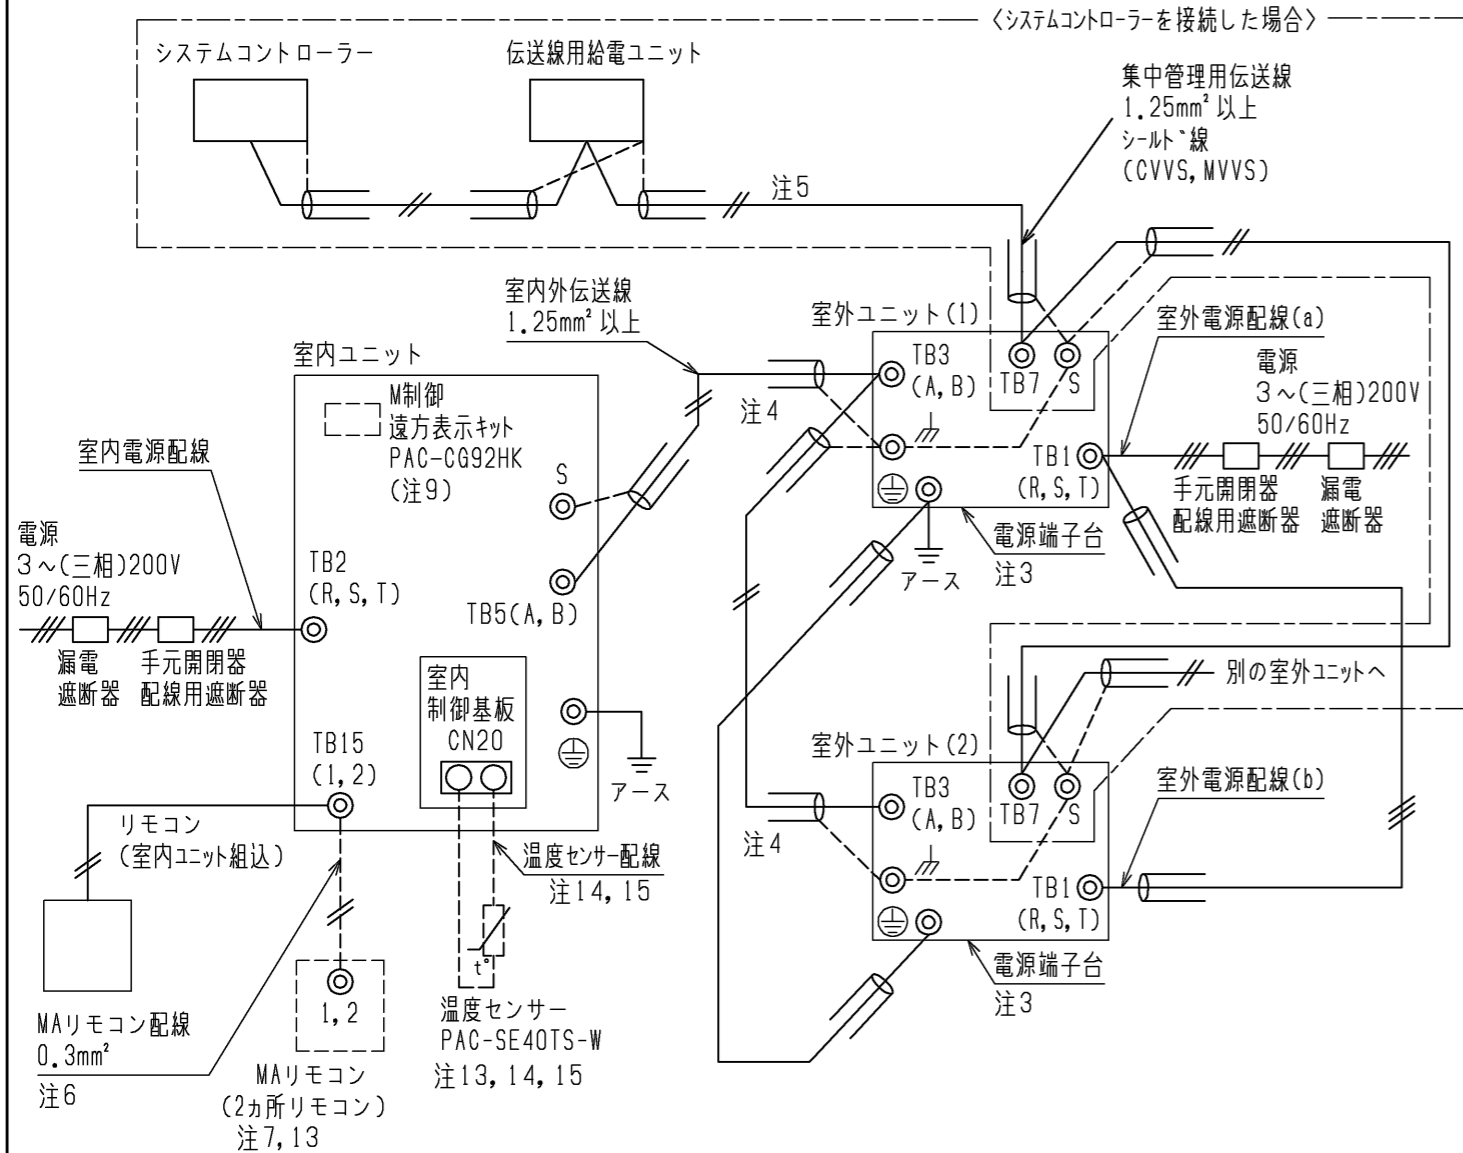 〈システムコントローラーを接続した場合〉
システムコントローラー
伝送線用給電ユニット
集中管理用伝送線
1.25mm²以上
シールド線
(CVVS, MVVS)
注5
室内外伝送線
1.25mm²以上
室外ユニット(1)
室外電源配線(a)
電源
3～(三相)200V
50/60Hz
TB3
(A, B)
TB7
S
注4
TB1
(R, S, T)
手元開閉器
配線用遮断器
漏電
遮断器
電源端子台
注3
アース
室内ユニット
M制御
遠方表示キット
PAC-CG92HK
(注9)
室内電源配線
S
電源
3～(三相)200V
50/60Hz
TB2
(R, S, T)
TB5(A, B)
漏電
遮断器
手元開閉器
配線用遮断器
室内
制御基板
CN20
TB15
(1, 2)
アース
別の室外ユニットへ
室外ユニット(2)
室外電源配線(b)
TB3
(A, B)
TB7
S
注4
TB1
(R, S, T)
電源端子台
注3
リモコン
(室内ユニット組込)
温度センサー配線
注14, 15
t°
1, 2
温度センサー
PAC-SE40TS-W
注13, 14, 15
MAリモコン配線
0.3mm²
注6
MAリモコン
(2ヵ所リモコン)
注7, 13